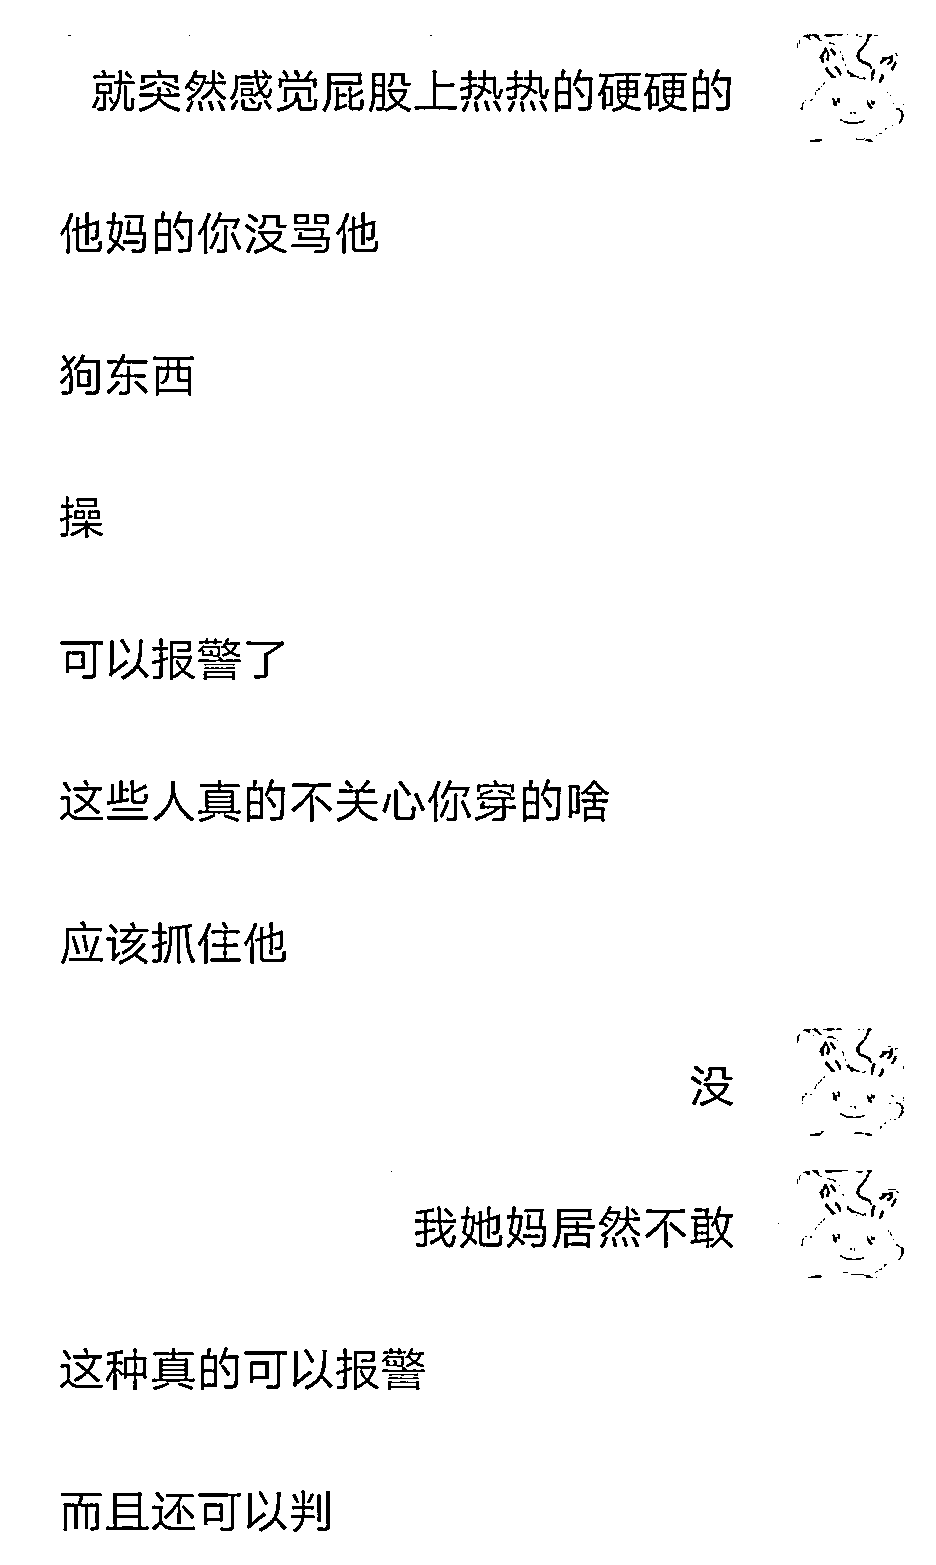 就突然感觉屁股上热热的硬硬的
他妈的你没骂他
狗东西
操
可以报警了
这些人真的不关心你穿的啥
应该抓住他
没
我她妈居然不敢
这种真的可以报警
而且还可以判